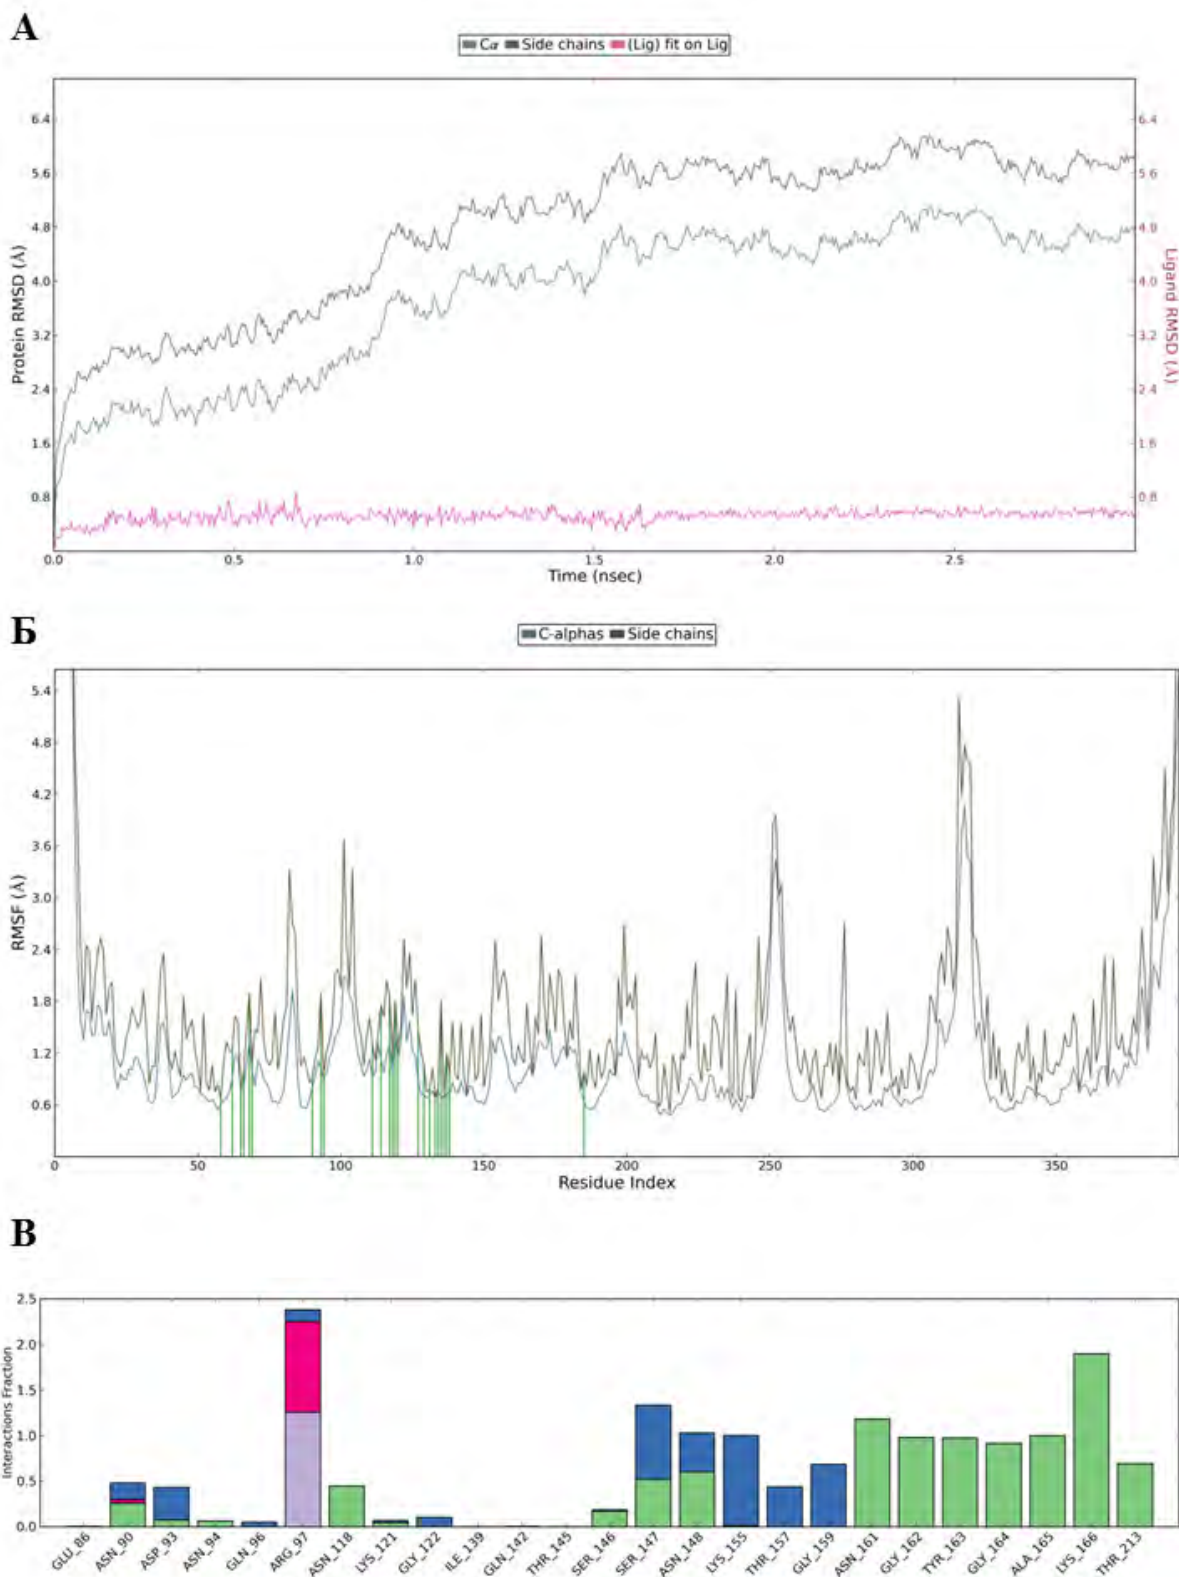 А
Cα Side chains (Lig) fit on Lig
Protein RMSD (Å)
6.4 6.4
5.6 5.6
4.8 4.8
4.0 4.0
3.2 3.2
2.4 2.4
1.6 1.6
0.8 0.8
Ligand RMSD (Å)
0.0 0.5 1.0 1.5 2.0 2.5
Time (nsec)
Б
C-alphas Side chains
RMSF (Å)
5.4
4.8
4.2
3.6
3.0
2.4
1.8
1.2
0.6
0 50 100 150 200 250 300 350
Residue Index
В
Interactions Fraction
2.5
2.0
1.5
1.0
0.5
0.0
GLU_86 ASN_90 ASP_93 ASN_94 GLN_96 ARG_97 ASN_118 LYS_121 GLY_122 ILE_139 GLN_142 THR_145 SER_146 SER_147 ASN_148 LYS_155 THR_157 GLY_159 ASN_161 GLY_162 TYR_163 GLY_164 ALA_165 LYS_166 THR_213